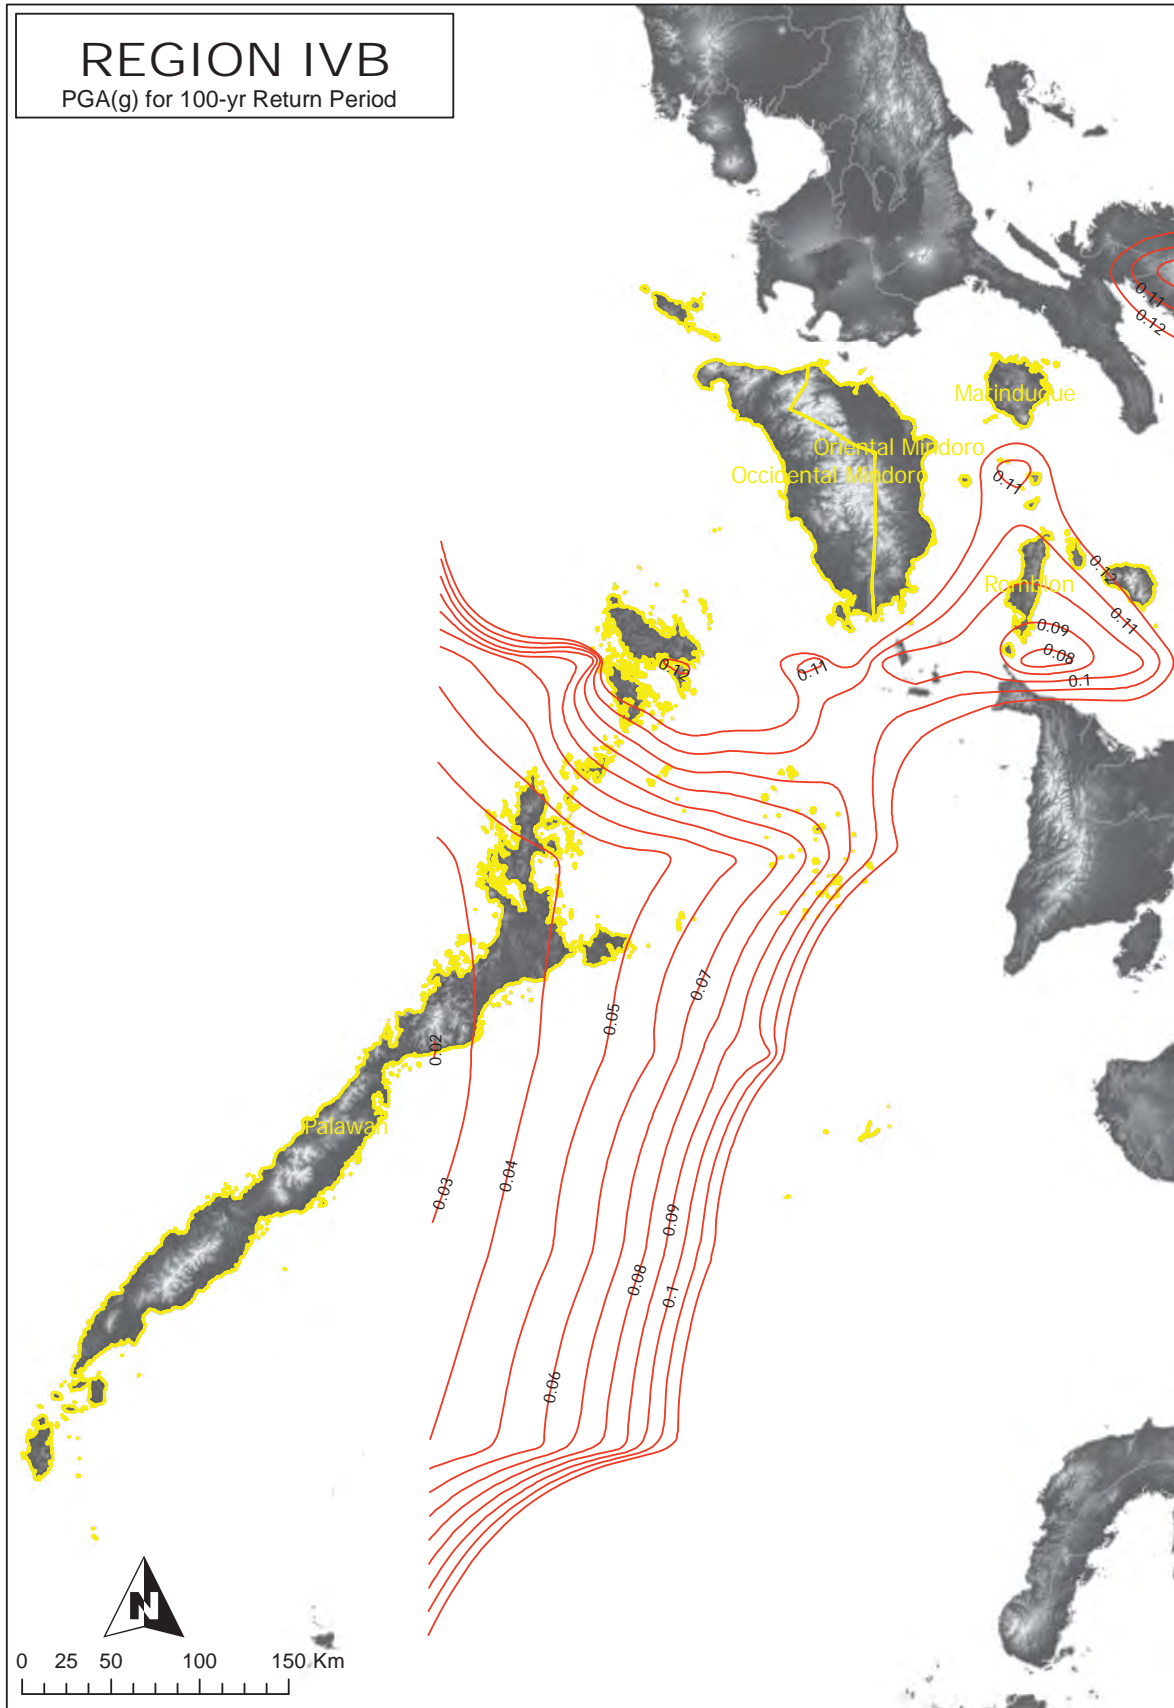 REGION IVB
PGA(g) for 100-yr Return Period
0.11
0.12
Marinduque
Oriental Mindoro
Occidental Mindoro
0.11
0.12
Romblon
0.11
0.09
0.08
0.1
0.12
0.11
0.07
0.05
0.02
Palawan
0.04
0.03
0.09
0.08
0.1
0.06
N
0 25 50 100 150 Km